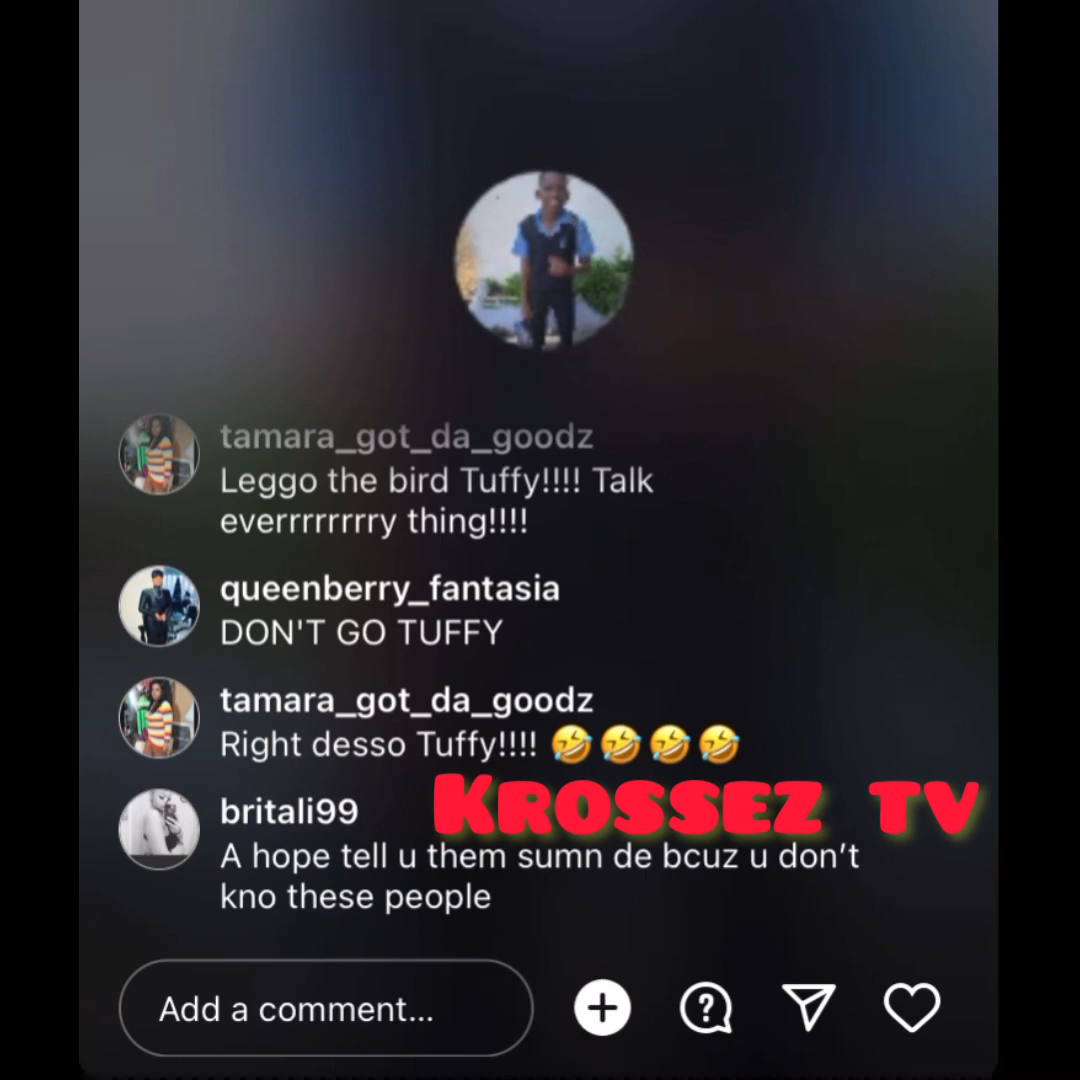 tamara_got_da_goodz
Leggo the bird Tuffy!!!! Talk
everrrrrrrry thing!!!!
queenberry_fantasia
DON'T GO TUFFY
tamara_got_da_goodz
Right desso Tuffy!!!! 🤣🤣🤣🤣
KROSSEZ TV
britali99
A hope tell u them sumn de bcuz u don’t
kno these people
Add a comment...